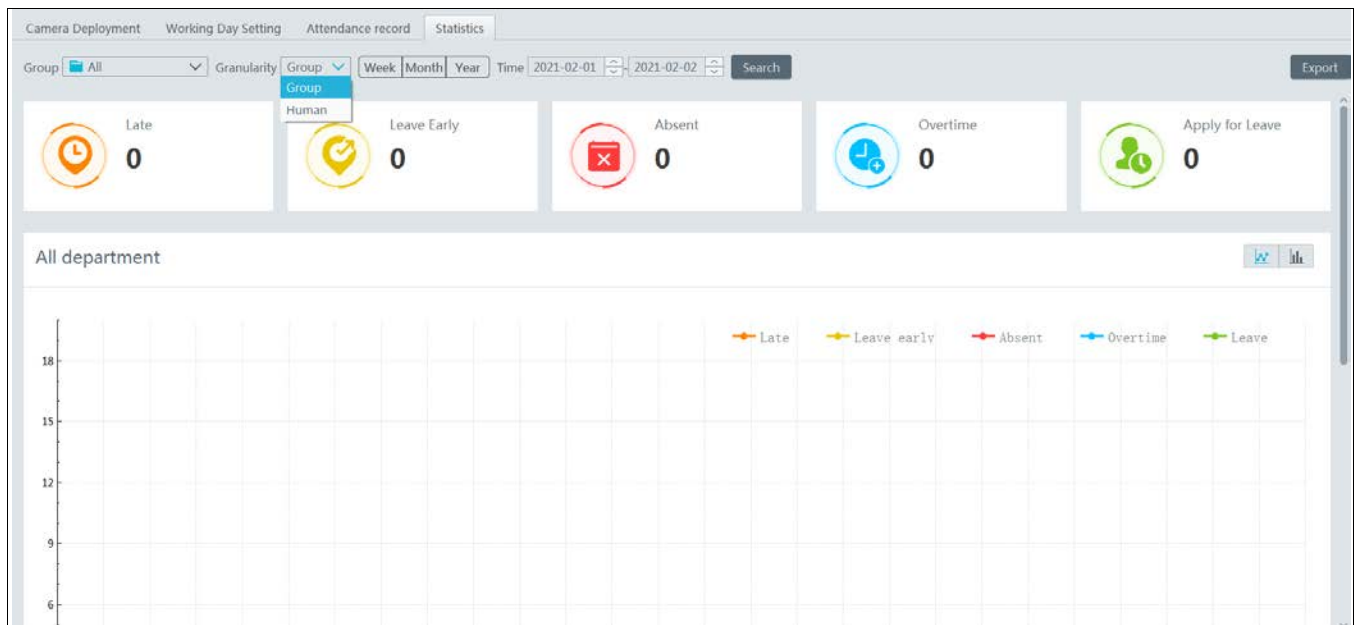 Camera Deployment Working Day Setting Attendance record Statistics
Group All Granularity Group Week Month Year Time 2021-02-01 - 2021-02-02 Search Export
Group
Human
Late Leave Early Absent Overtime Apply for Leave
0 0 0 0 0
All department
Late Leave early Absent Overtime Leave
18
15
12
9
6